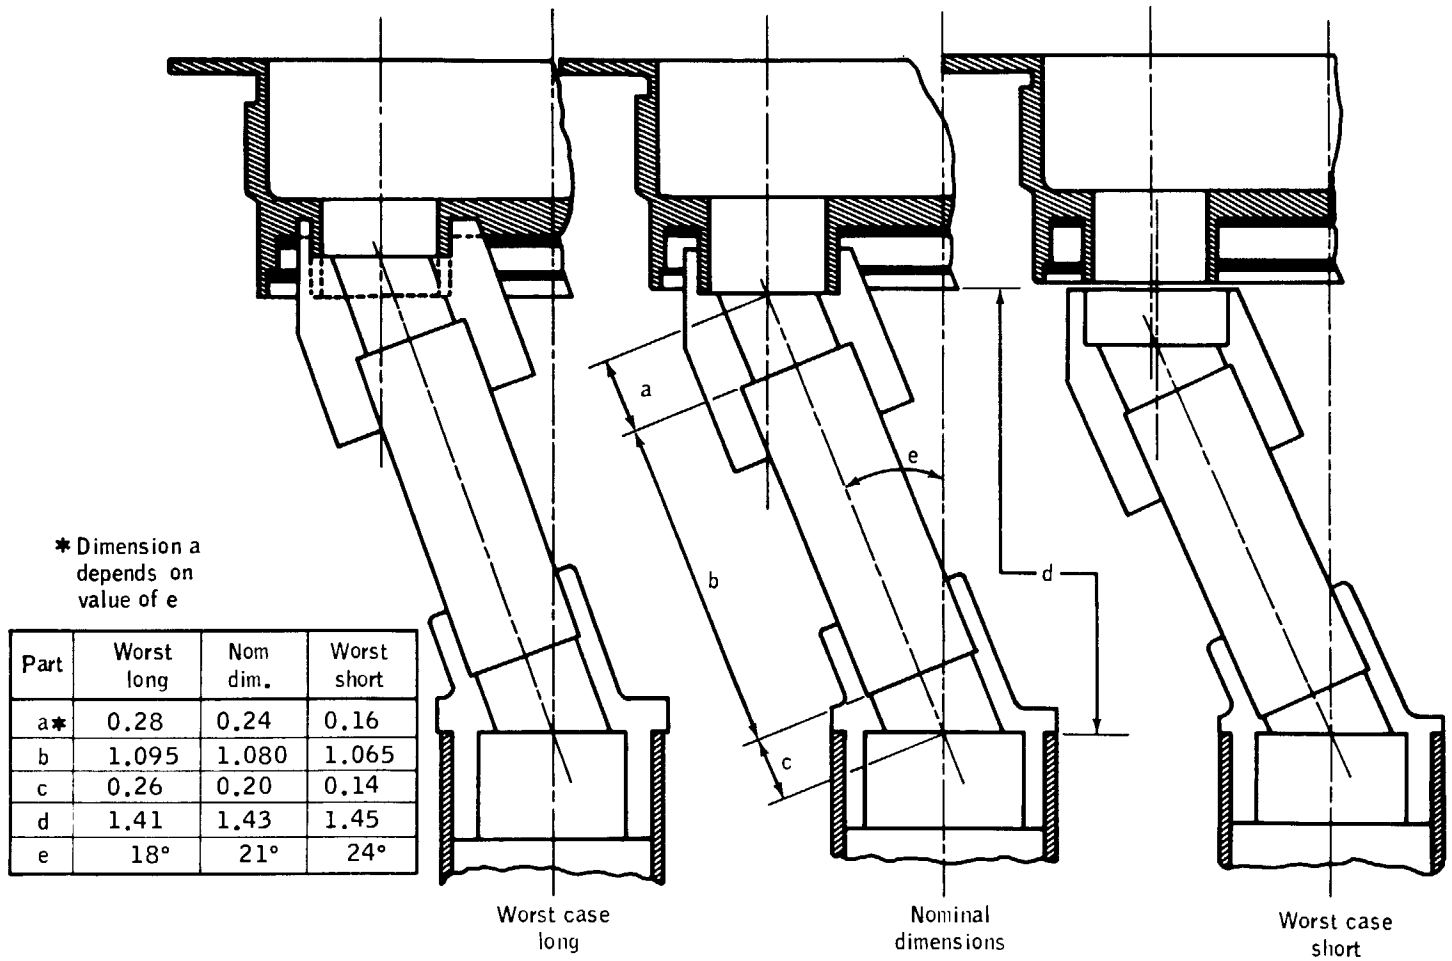 a
e
b
d
c
✱ Dimension a
depends on
value of e
Part Worst long Nom dim. Worst short
a✱ 0.28 0.24 0.16
b 1.095 1.080 1.065
c 0.26 0.20 0.14
d 1.41 1.43 1.45
e 18° 21° 24°
Worst case
long
Nominal
dimensions
Worst case
short